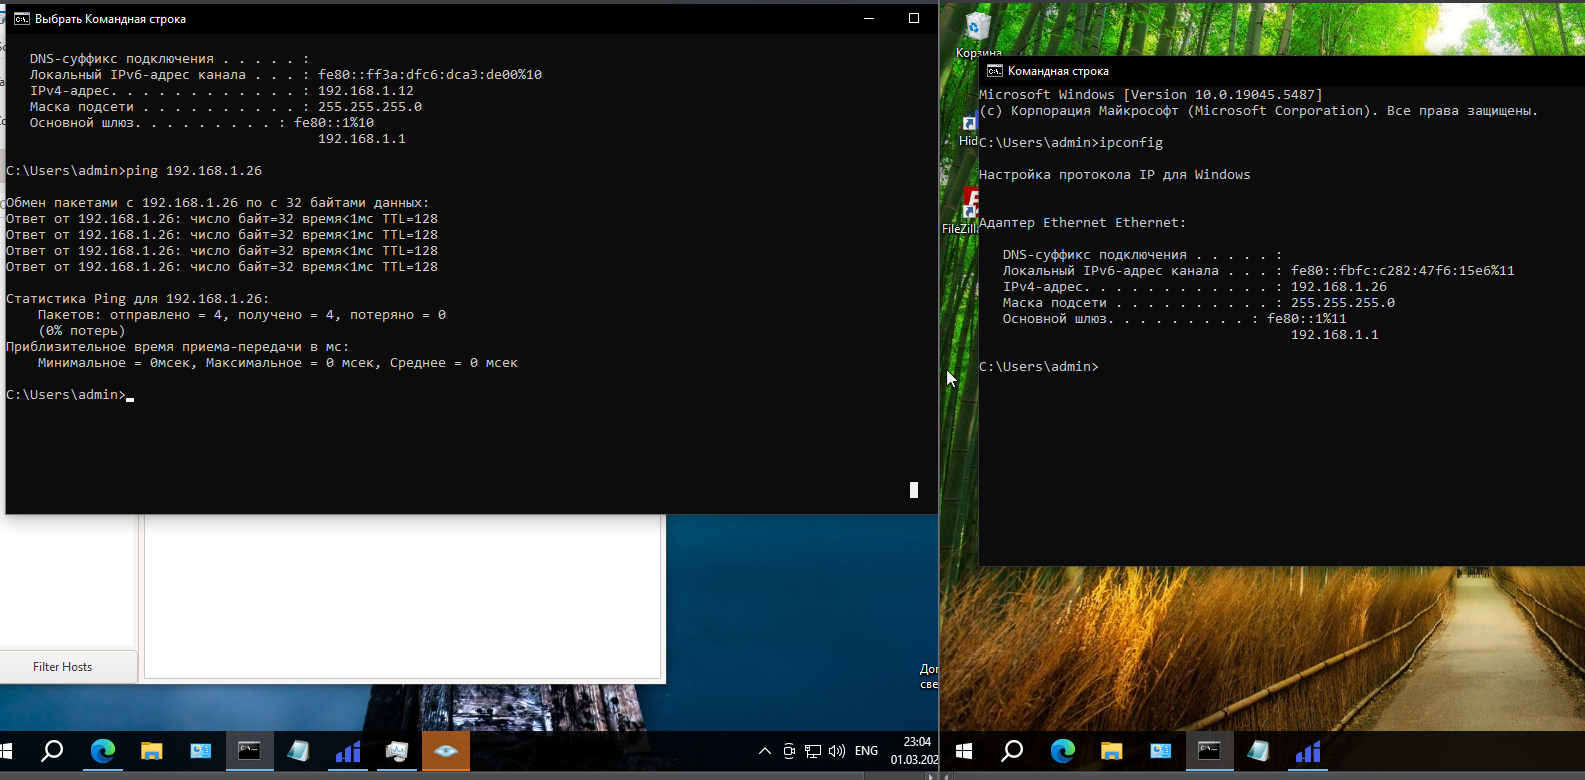 Выбрать Командная строка
DNS-суффикс подключения . . . . . :
Локальный IPv6-адрес канала . . . : fe80::ff3a:dfc6:dca3:de00%10
IPv4-адрес. . . . . . . . . . . . : 192.168.1.12
Маска подсети . . . . . . . . . . : 255.255.255.0
Основной шлюз. . . . . . . . . : fe80::1%10
192.168.1.1
C:\Users\admin>ping 192.168.1.26
Обмен пакетами с 192.168.1.26 по с 32 байтами данных:
Ответ от 192.168.1.26: число байт=32 время<1мс TTL=128
Ответ от 192.168.1.26: число байт=32 время<1мс TTL=128
Ответ от 192.168.1.26: число байт=32 время<1мс TTL=128
Ответ от 192.168.1.26: число байт=32 время<1мс TTL=128
Статистика Ping для 192.168.1.26:
Пакетов: отправлено = 4, получено = 4, потеряно = 0
(0% потерь)
Приблизительное время приема-передачи в мс:
Минимальное = 0мсек, Максимальное = 0 мсек, Среднее = 0 мсек
C:\Users\admin>
Filter Hosts
ENG
23:04
01.03.202
Корзина
Hid
FileZill
Командная строка
Microsoft Windows [Version 10.0.19045.5487]
(c) Корпорация Майкрософт (Microsoft Corporation). Все права защищены.
C:\Users\admin>ipconfig
Настройка протокола IP для Windows
Адаптер Ethernet Ethernet:
DNS-суффикс подключения . . . . . :
Локальный IPv6-адрес канала . . . : fe80::fbfc:c282:47f6:15e6%11
IPv4-адрес. . . . . . . . . . . . : 192.168.1.26
Маска подсети . . . . . . . . . . : 255.255.255.0
Основной шлюз. . . . . . . . . : fe80::1%11
192.168.1.1
C:\Users\admin>